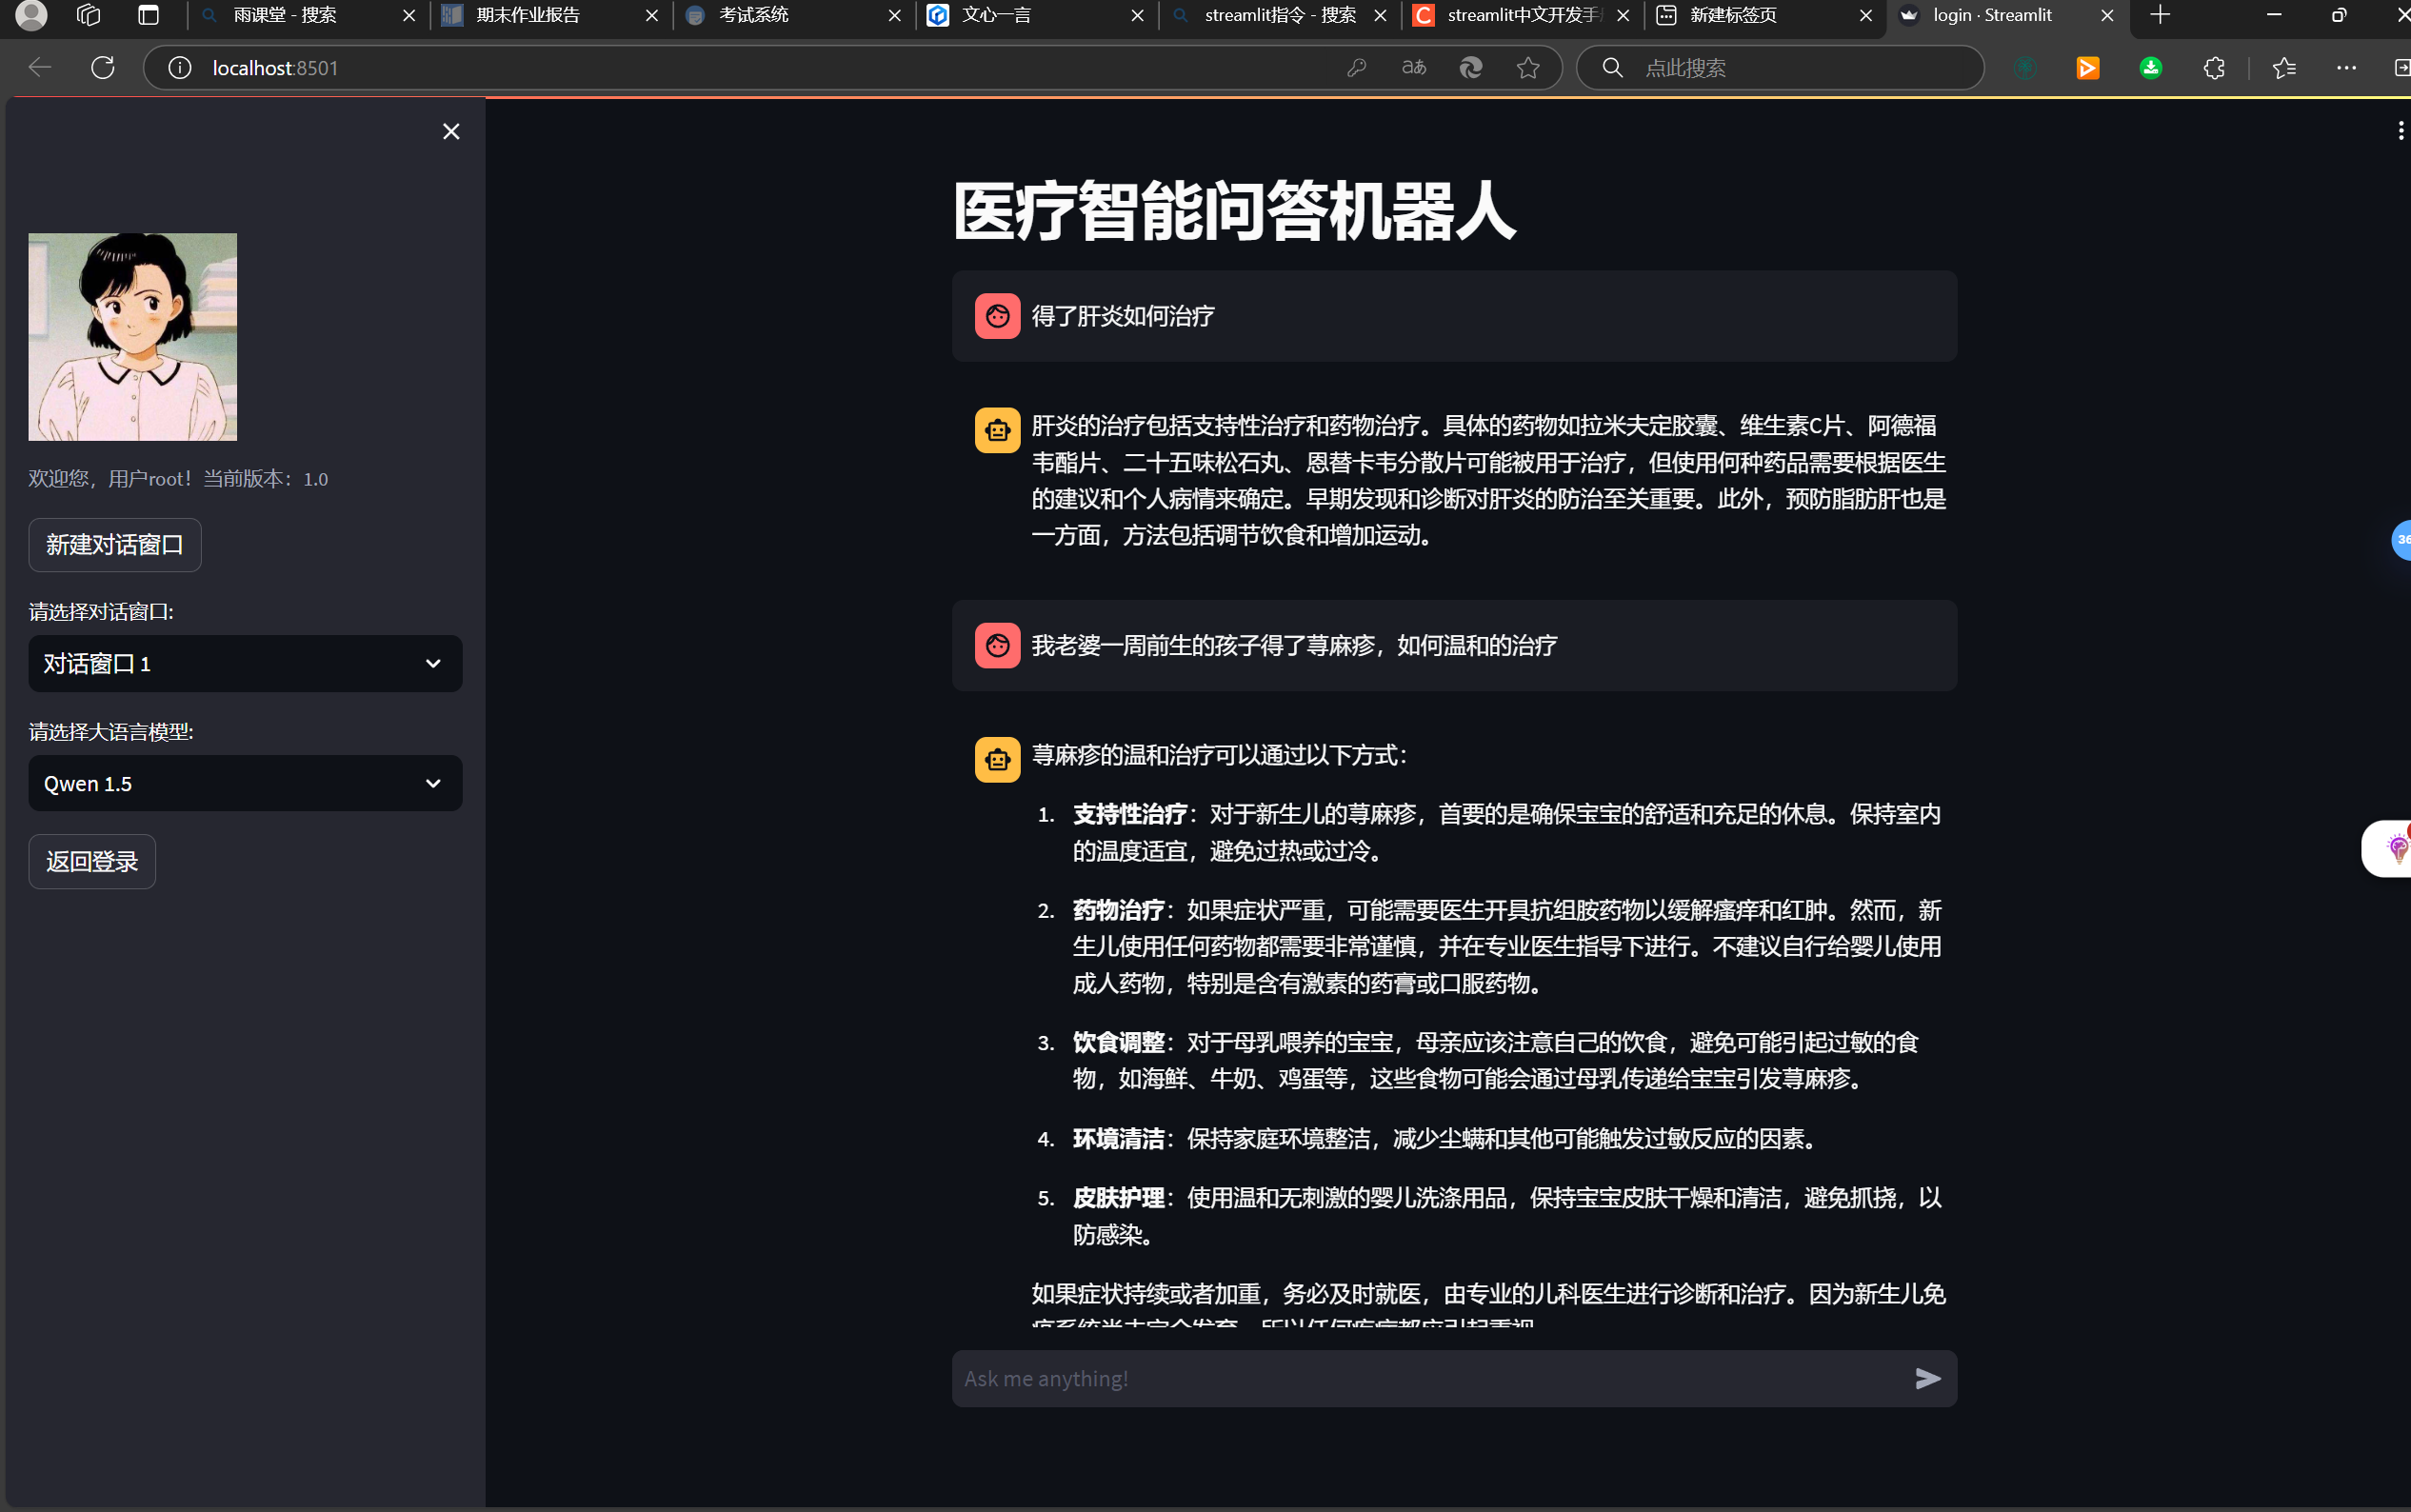 雨课堂 - 搜索
期末作业报告
考试系统
文心一言
streamlit指令 - 搜索
streamlit中文开发手
新建标签页
login · Streamlit
localhost:8501
aあ
点此搜索
欢迎您，用户root！当前版本：1.0
新建对话窗口
请选择对话窗口:
对话窗口 1
请选择大语言模型:
Qwen 1.5
返回登录
医疗智能问答机器人
得了肝炎如何治疗
肝炎的治疗包括支持性治疗和药物治疗。具体的药物如拉米夫定胶囊、维生素C片、阿德福
韦酯片、二十五味松石丸、恩替卡韦分散片可能被用于治疗，但使用何种药品需要根据医生
的建议和个人病情来确定。早期发现和诊断对肝炎的防治至关重要。此外，预防脂肪肝也是
一方面，方法包括调节饮食和增加运动。
我老婆一周前生的孩子得了荨麻疹，如何温和的治疗
荨麻疹的温和治疗可以通过以下方式：
1. 支持性治疗：对于新生儿的荨麻疹，首要的是确保宝宝的舒适和充足的休息。保持室内
的温度适宜，避免过热或过冷。
2. 药物治疗：如果症状严重，可能需要医生开具抗组胺药物以缓解瘙痒和红肿。然而，新
生儿使用任何药物都需要非常谨慎，并在专业医生指导下进行。不建议自行给婴儿使用
成人药物，特别是含有激素的药膏或口服药物。
3. 饮食调整：对于母乳喂养的宝宝，母亲应该注意自己的饮食，避免可能引起过敏的食
物，如海鲜、牛奶、鸡蛋等，这些食物可能会通过母乳传递给宝宝引发荨麻疹。
4. 环境清洁：保持家庭环境整洁，减少尘螨和其他可能触发过敏反应的因素。
5. 皮肤护理：使用温和无刺激的婴儿洗涤用品，保持宝宝皮肤干燥和清洁，避免抓挠，以
防感染。
如果症状持续或者加重，务必及时就医，由专业的儿科医生进行诊断和治疗。因为新生儿免
疫系统尚未完全发育，所以任何疾病都应引起重视。
Ask me anything!
36